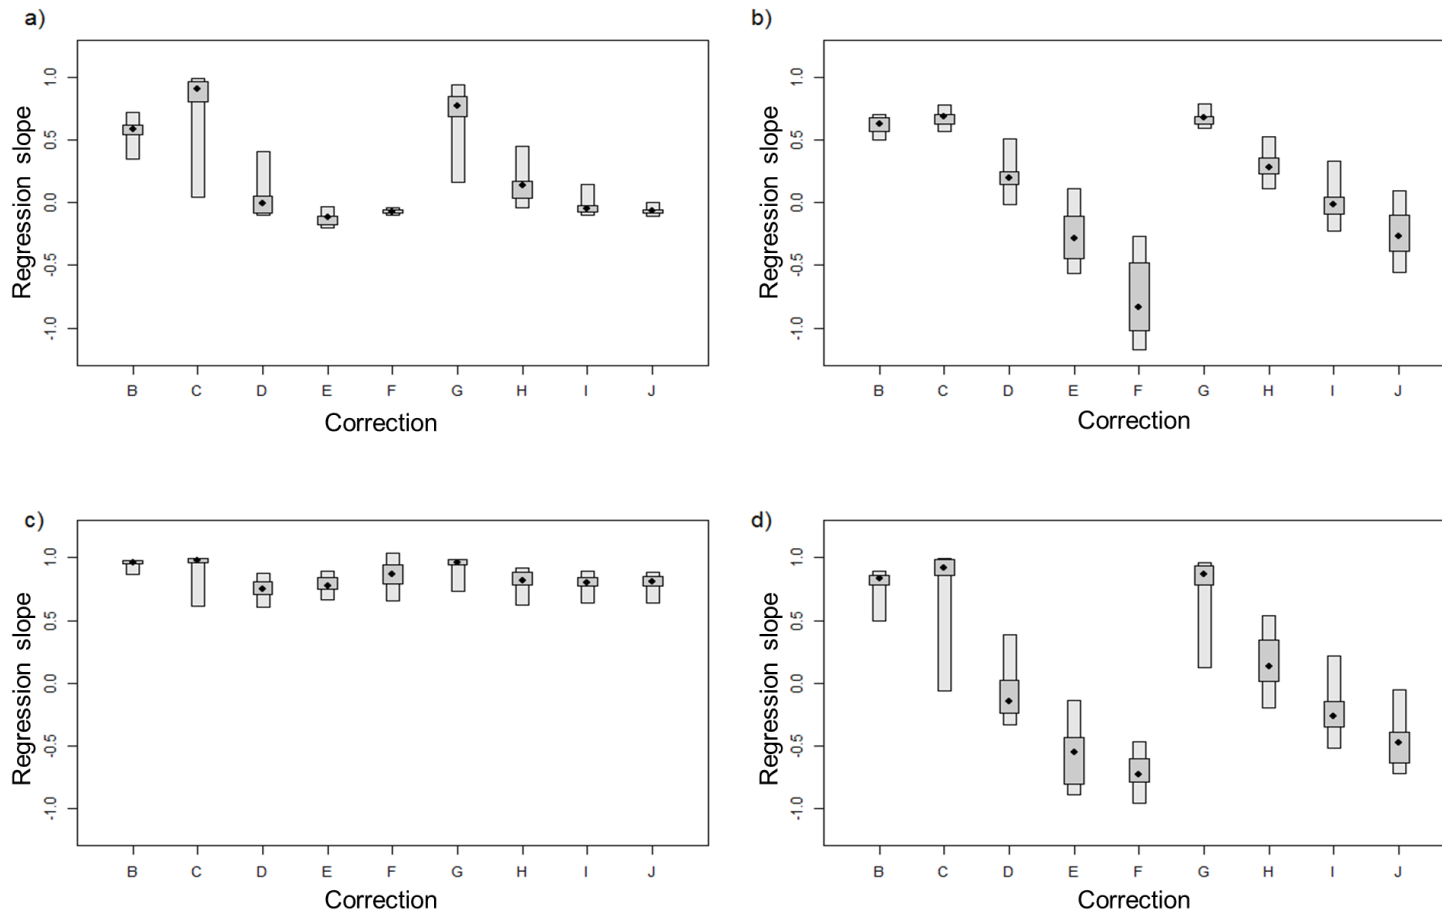 a)
Regression slope
1.0
0.5
0.0
-0.5
-1.0
B C D E F G H I J
Correction
b)
Regression slope
1.0
0.5
0.0
-0.5
-1.0
B C D E F G H I J
Correction
c)
Regression slope
1.0
0.5
0.0
-0.5
-1.0
B C D E F G H I J
Correction
d)
Regression slope
1.0
0.5
0.0
-0.5
-1.0
B C D E F G H I J
Correction